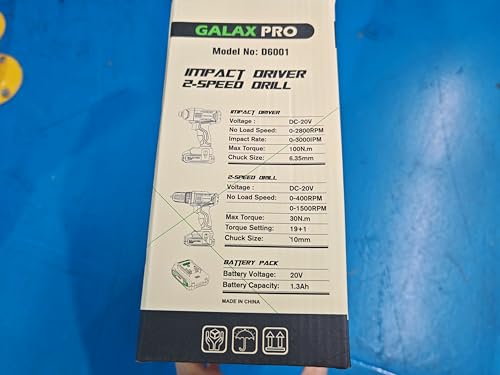 GALAX PRO
Model No: D6001
IMPACT DRIVER
2-SPEED DRILL
IMPACT DRIVER
Voltage : DC-20V
No Load Speed: 0-2800RPM
Impact Rate: 0-3000IPM
Max Torque: 100N.m
Chuck Size: 6.35mm
2-SPEED DRILL
Voltage : DC-20V
No Load Speed: 0-400RPM
0-1500RPM
Max Torque: 30N.m
Torque Setting: 19+1
Chuck Size: 10mm
BATTERY PACK
Battery Voltage: 20V
Battery Capacity: 1.3Ah
MADE IN CHINA